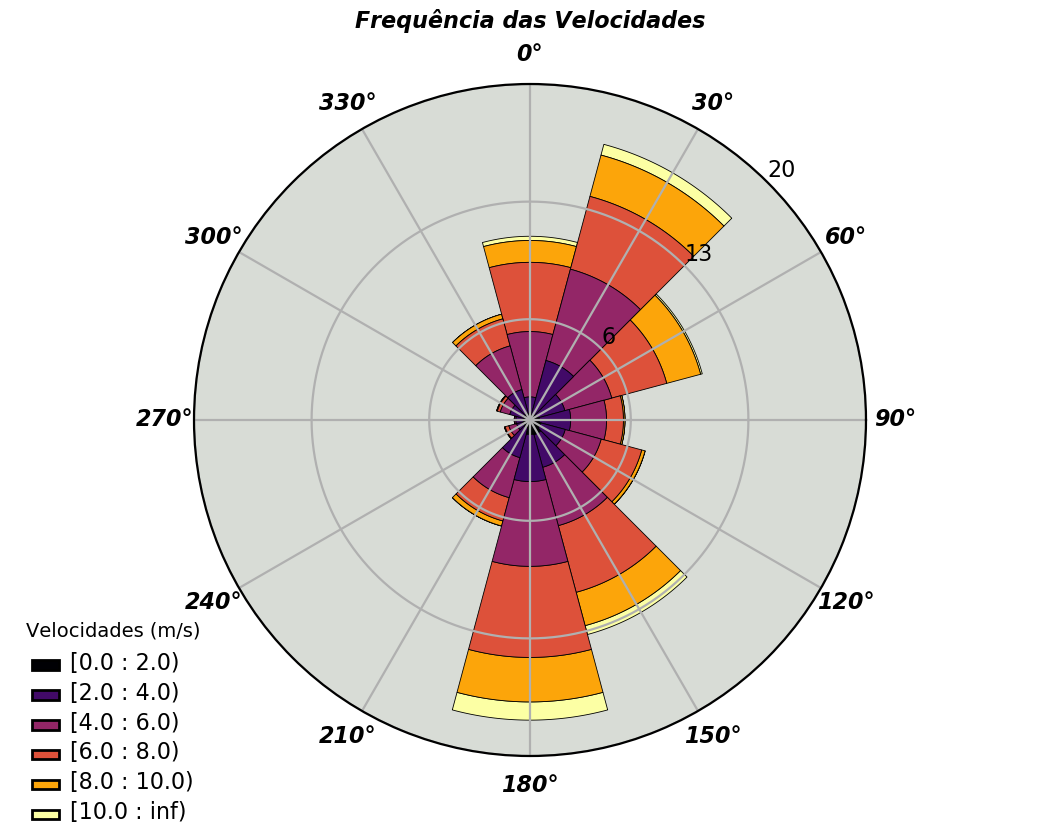 Frequência das Velocidades
0°
330°
30°
20
300°
60°
13
6
270°
90°
240°
120°
210°
150°
180°
Velocidades (m/s)
[0.0 : 2.0)
[2.0 : 4.0)
[4.0 : 6.0)
[6.0 : 8.0)
[8.0 : 10.0)
[10.0 : inf)